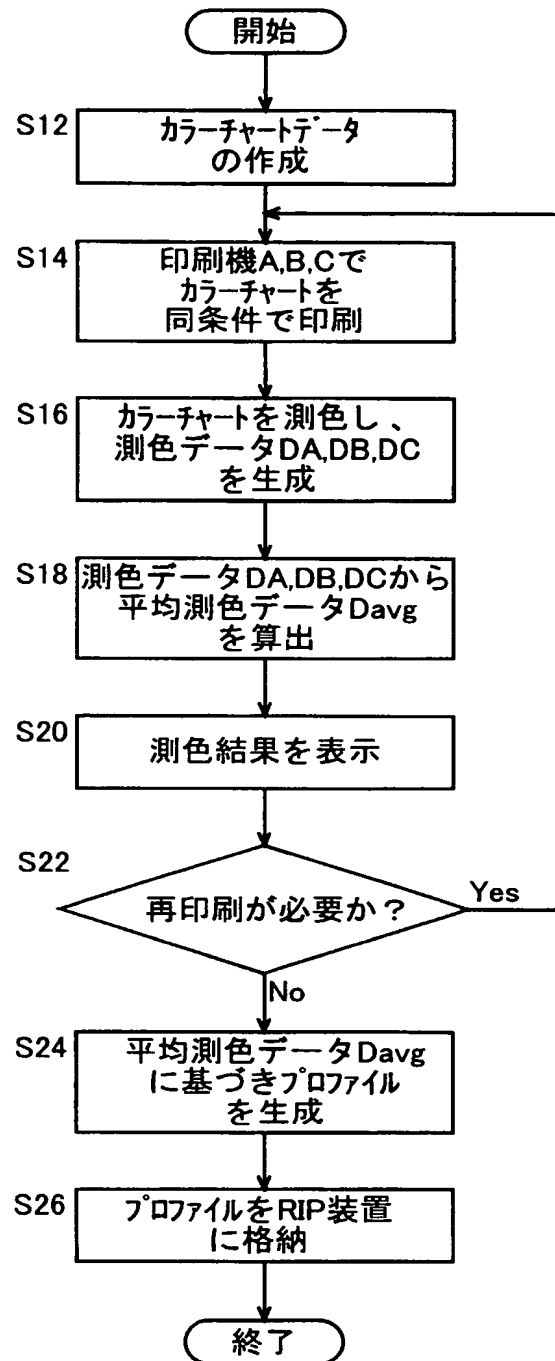 開始
S12
カラーチャートデータ
の作成
S14
印刷機A,B,Cで
カラーチャートを
同条件で印刷
S16
カラーチャートを測色し、
測色データDA,DB,DC
を生成
S18
測色データDA,DB,DCから
平均測色データDavg
を算出
S20
測色結果を表示
S22
再印刷が必要か？
Yes
No
S24
平均測色データDavg
に基づきプロファイル
を生成
S26
プロファイルをRIP装置
に格納
終了